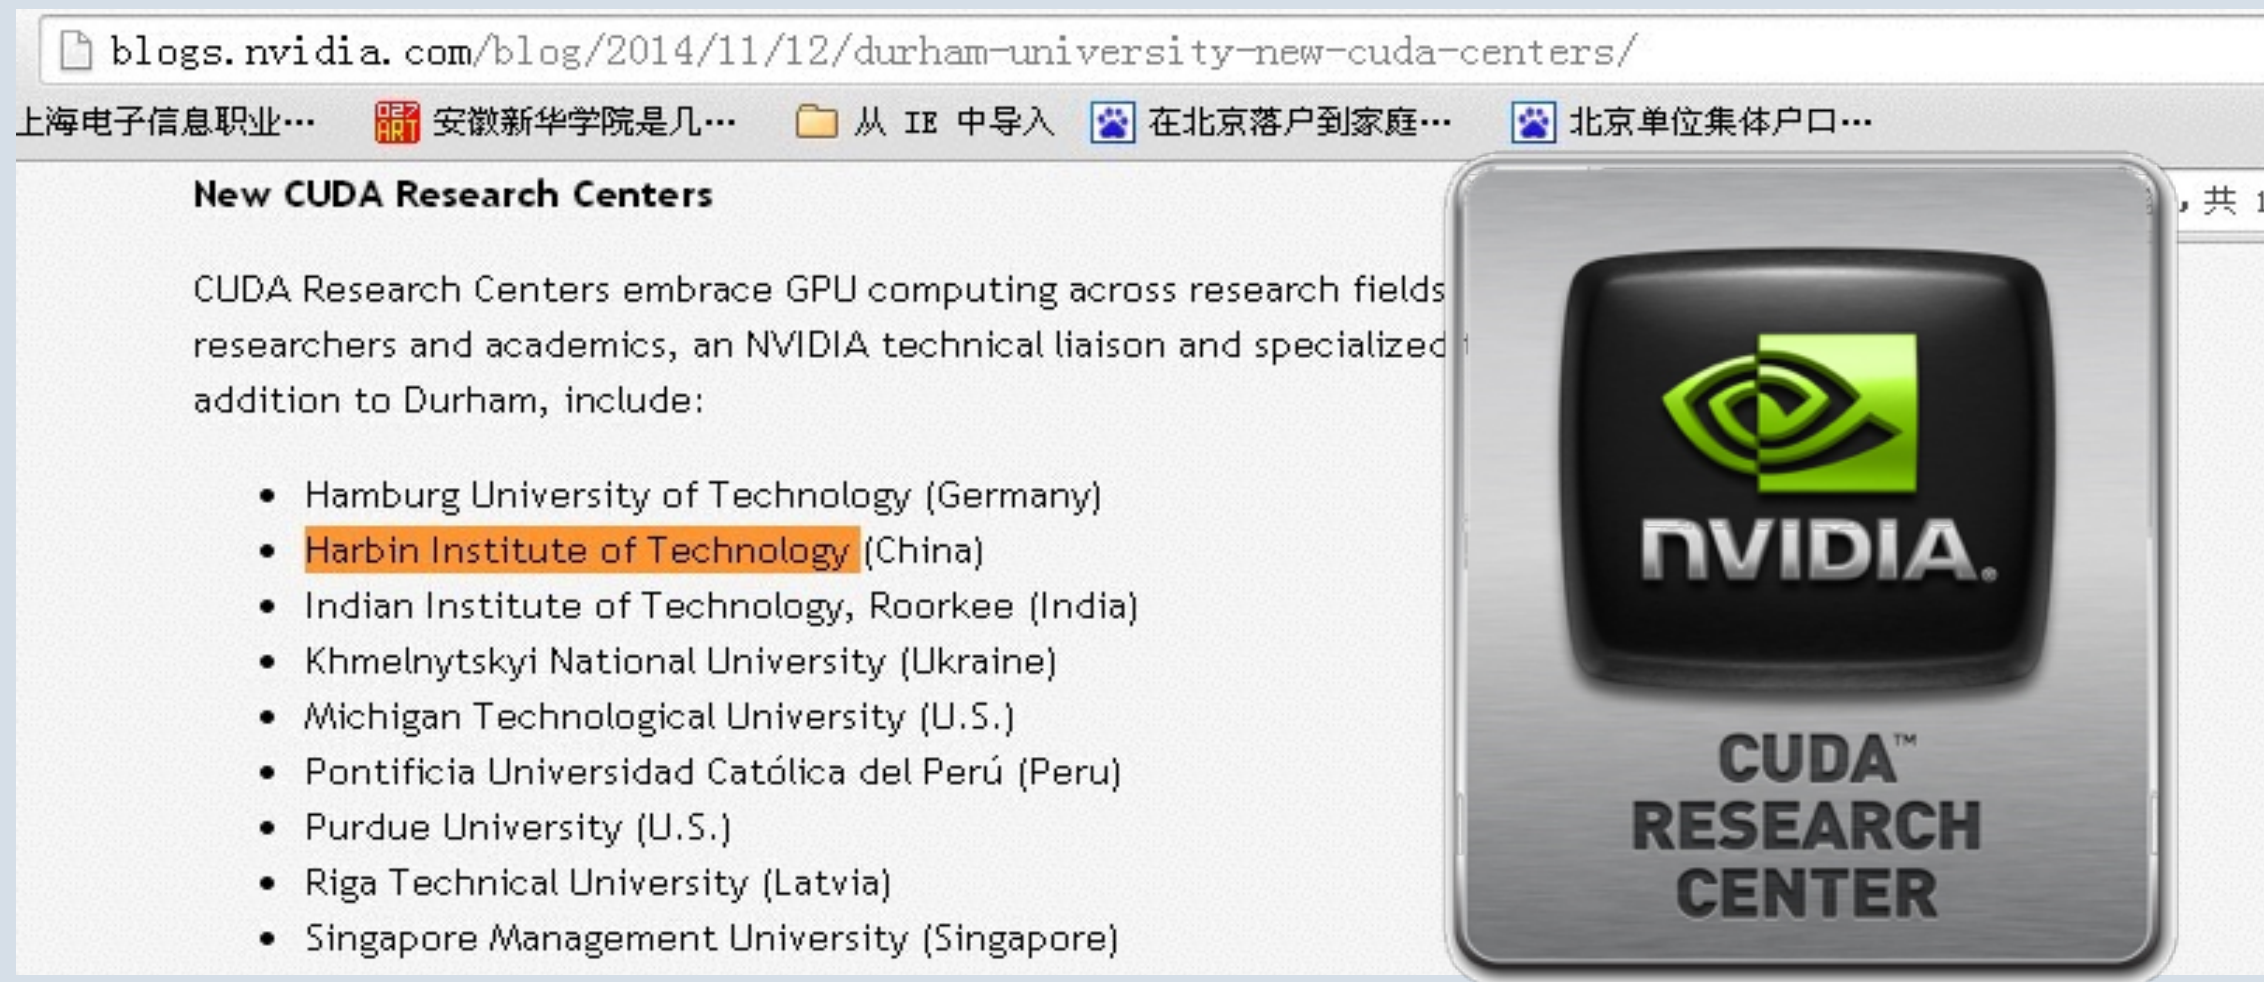 blogs.nvidia.com/blog/2014/11/12/durham-university-new-cuda-centers/
上海电子信息职业… 027 ART 安徽新华学院是几… 从 IE 中导入 在北京落户到家庭… 北京单位集体户口…
New CUDA Research Centers
，共 1
CUDA Research Centers embrace GPU computing across research fields
researchers and academics, an NVIDIA technical liaison and specialized
addition to Durham, include:
• Hamburg University of Technology (Germany)
• Harbin Institute of Technology (China)
• Indian Institute of Technology, Roorkee (India)
• Khmelnytskyi National University (Ukraine)
• Michigan Technological University (U.S.)
• Pontificia Universidad Católica del Perú (Peru)
• Purdue University (U.S.)
• Riga Technical University (Latvia)
• Singapore Management University (Singapore)
NVIDIA®
CUDA™
RESEARCH
CENTER